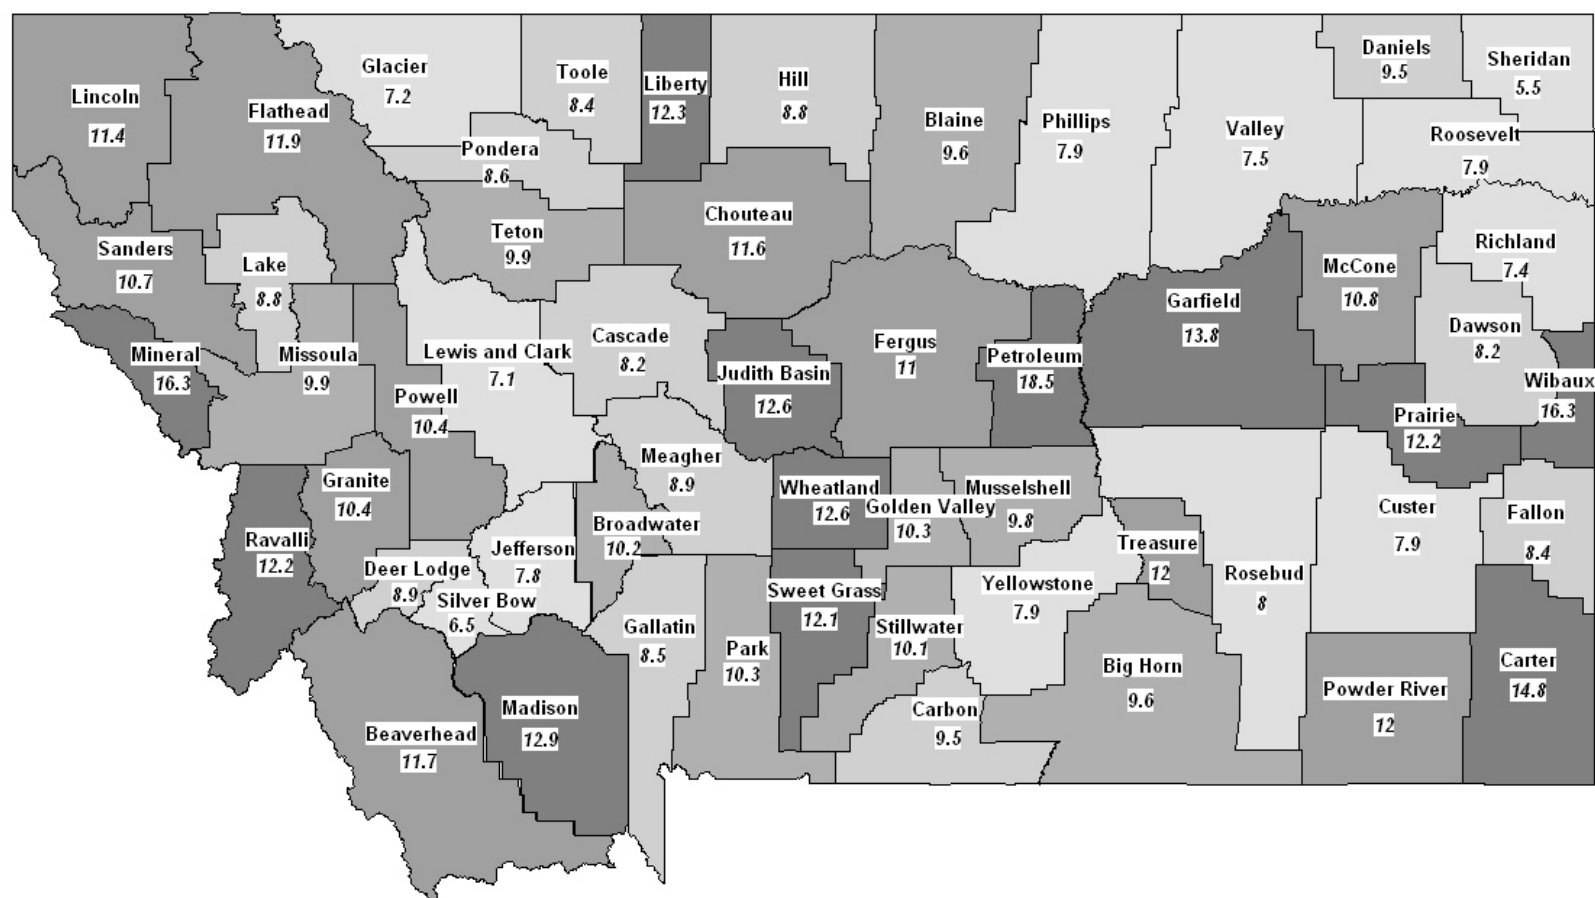 Lincoln
11.4
Flathead
11.9
Glacier
7.2
Toole
8.4
Liberty
12.3
Hill
8.8
Blaine
9.6
Phillips
7.9
Valley
7.5
Daniels
9.5
Sheridan
5.5
Roosevelt
7.9
Pondera
8.6
Teton
9.9
Chouteau
11.6
Sanders
10.7
Lake
8.8
Richland
7.4
McCone
10.8
Garfield
13.8
Dawson
8.2
Mineral
16.3
Missoula
9.9
Lewis and Clark
7.1
Cascade
8.2
Fergus
11
Petroleum
18.5
Judith Basin
12.6
Wibaux
16.3
Powell
10.4
Prairie
12.2
Meagher
8.9
Granite
10.4
Wheatland
12.6
Golden Valley
10.3
Musselshell
9.8
Custer
7.9
Fallon
8.4
Ravalli
12.2
Broadwater
10.2
Jefferson
7.8
Treasure
12
Deer Lodge
8.9
Silver Bow
6.5
Sweet Grass
12.1
Yellowstone
7.9
Rosebud
8
Gallatin
8.5
Park
10.3
Stillwater
10.1
Big Horn
9.6
Powder River
12
Carter
14.8
Beaverhead
11.7
Madison
12.9
Carbon
9.5